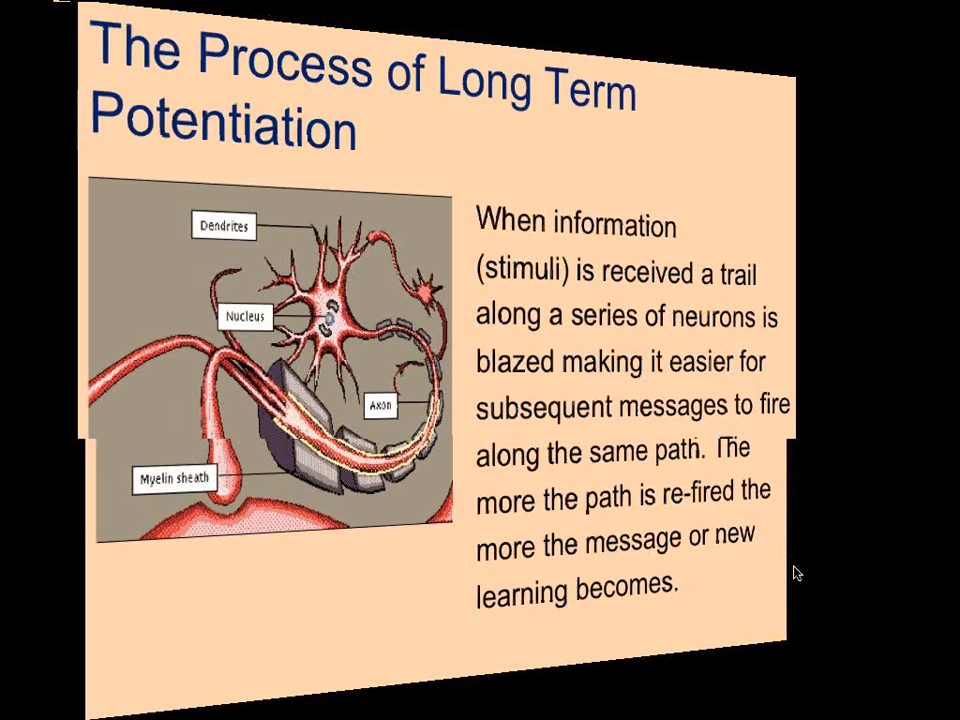 The Process of Long Term
Potentiation
Dendrites
Nucleus
Axon
Myelin sheath
When information
(stimuli) is received a trail
along a series of neurons is
blazed making it easier for
subsequent messages to fire
along the same path. The
more the path is re-fired the
more the message or new
learning becomes.